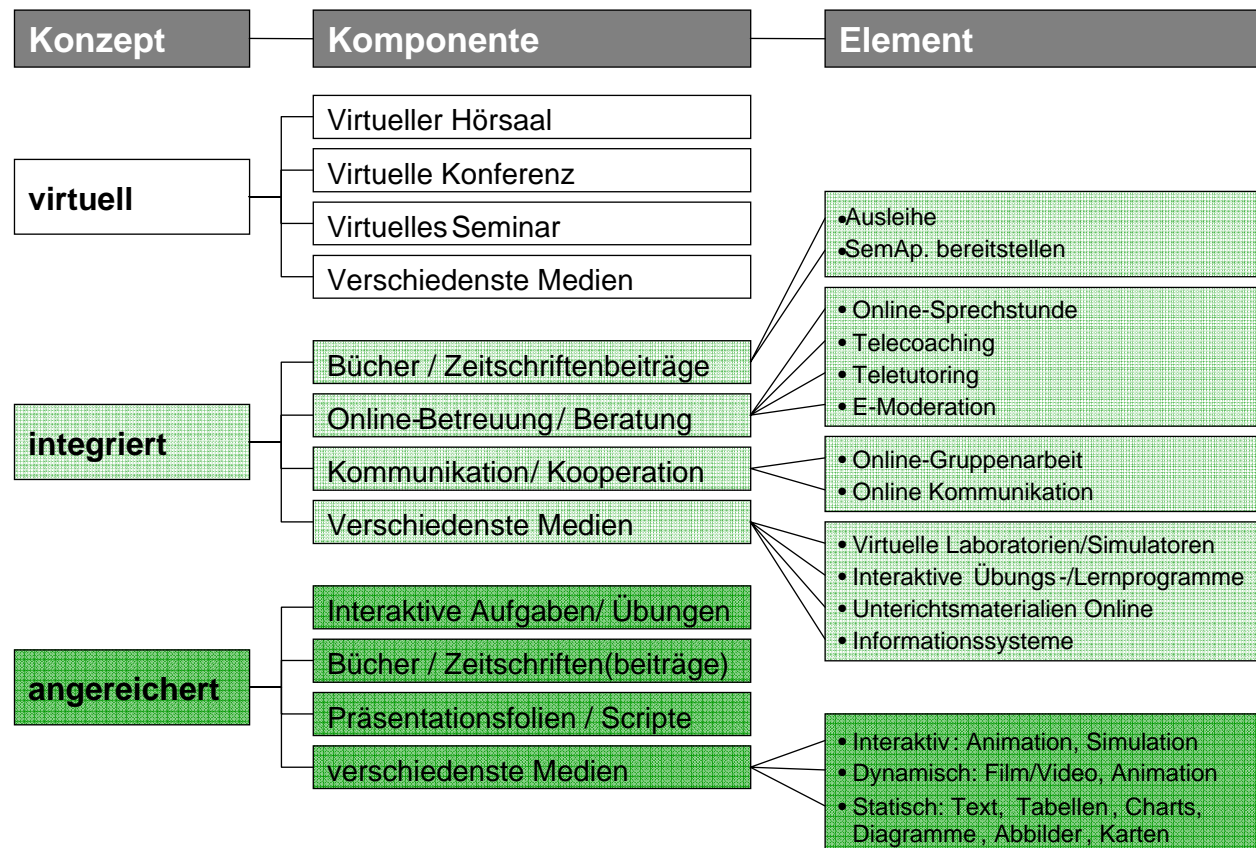 Konzept
Komponente
Element
virtuell
Virtueller Hörsaal
Virtuelle Konferenz
Virtuelles Seminar
Verschiedenste Medien
integriert
Bücher / Zeitschriftenbeiträge
Online-Betreuung / Beratung
Kommunikation/ Kooperation
Verschiedenste Medien
•Ausleihe
•SemAp. bereitstellen
• Online-Sprechstunde
• Telecoaching
• Teletutoring
• E-Moderation
• Online-Gruppenarbeit
• Online Kommunikation
• Virtuelle Laboratorien/Simulatoren
• Interaktive Übungs-/Lernprogramme
• Unterichtsmaterialien Online
• Informationssysteme
angereichert
Interaktive Aufgaben/ Übungen
Bücher / Zeitschriften(beiträge)
Präsentationsfolien / Scripte
verschiedenste Medien
• Interaktiv: Animation, Simulation
• Dynamisch: Film/Video, Animation
• Statisch: Text, Tabellen, Charts,
Diagramme, Abbilder, Karten